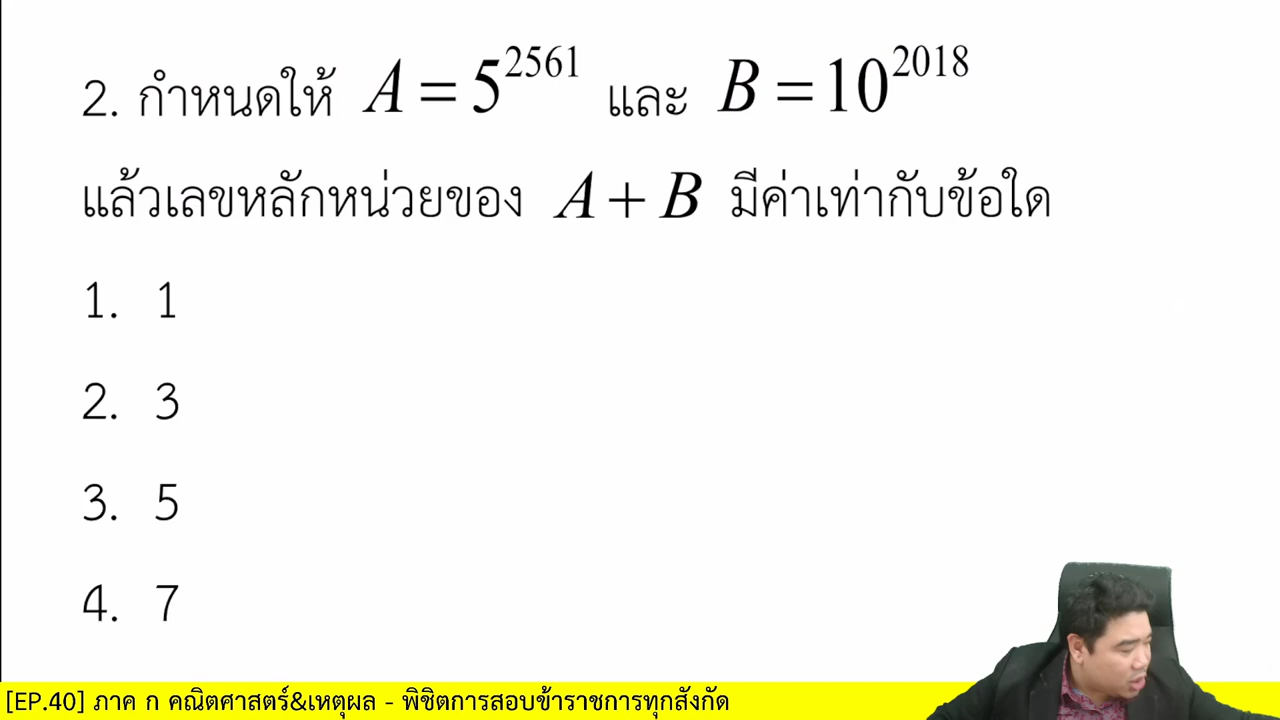 2. กำหนดให้ A = 5^2561 และ B = 10^2018
แล้วเลขหลักหน่วยของ A + B มีค่าเท่ากับข้อใด
1. 1
2. 3
3. 5
4. 7
[EP.40] ภาค ก คณิตศาสตร์&เหตุผล - พิชิตการสอบข้าราชการทุกสังกัด